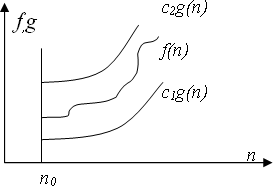 c₂g(n)
f,g
f(n)
c₁g(n)
n
n₀